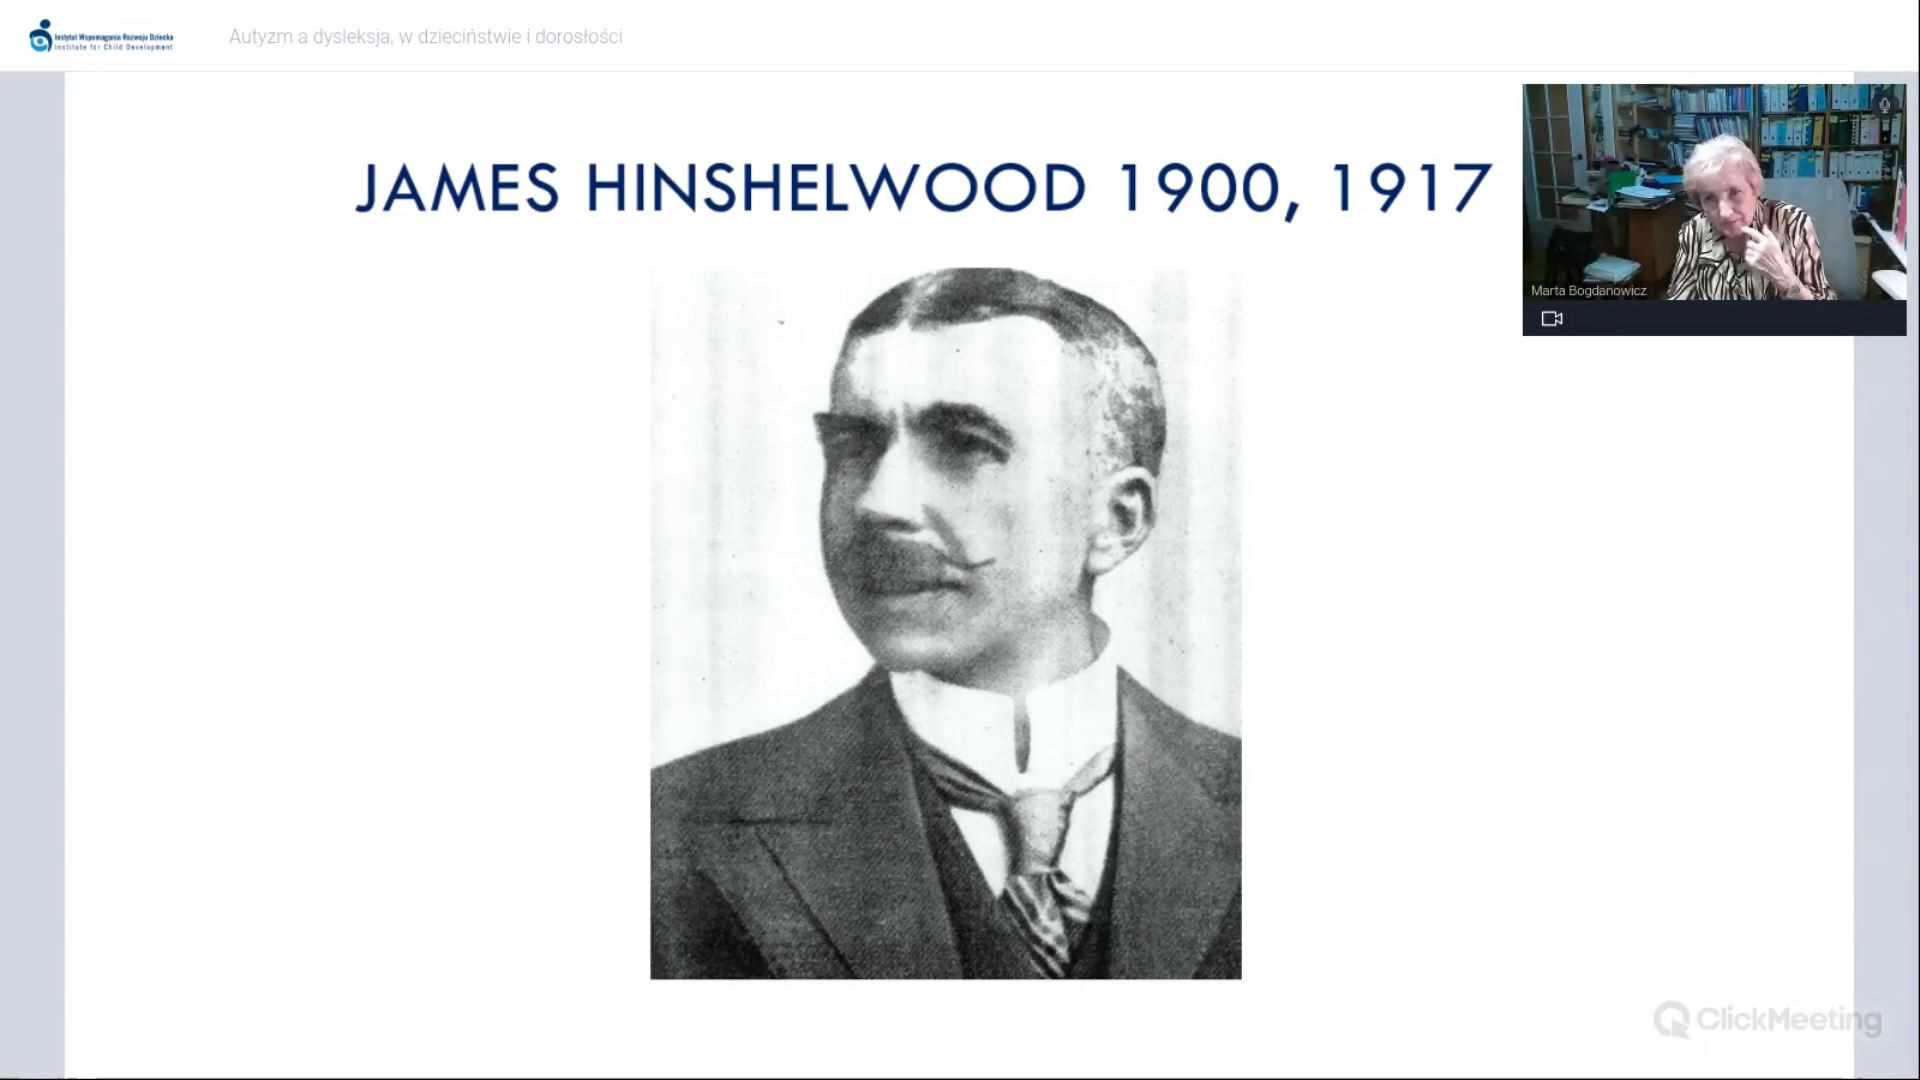 Instytut Wspomagania Rozwoju Dziecka
Institute for Child Development
Autyzm a dysleksja, w dzieciństwie i dorosłości
JAMES HINSHELWOOD 1900, 1917
Marta Bogdanowicz
ClickMeeting